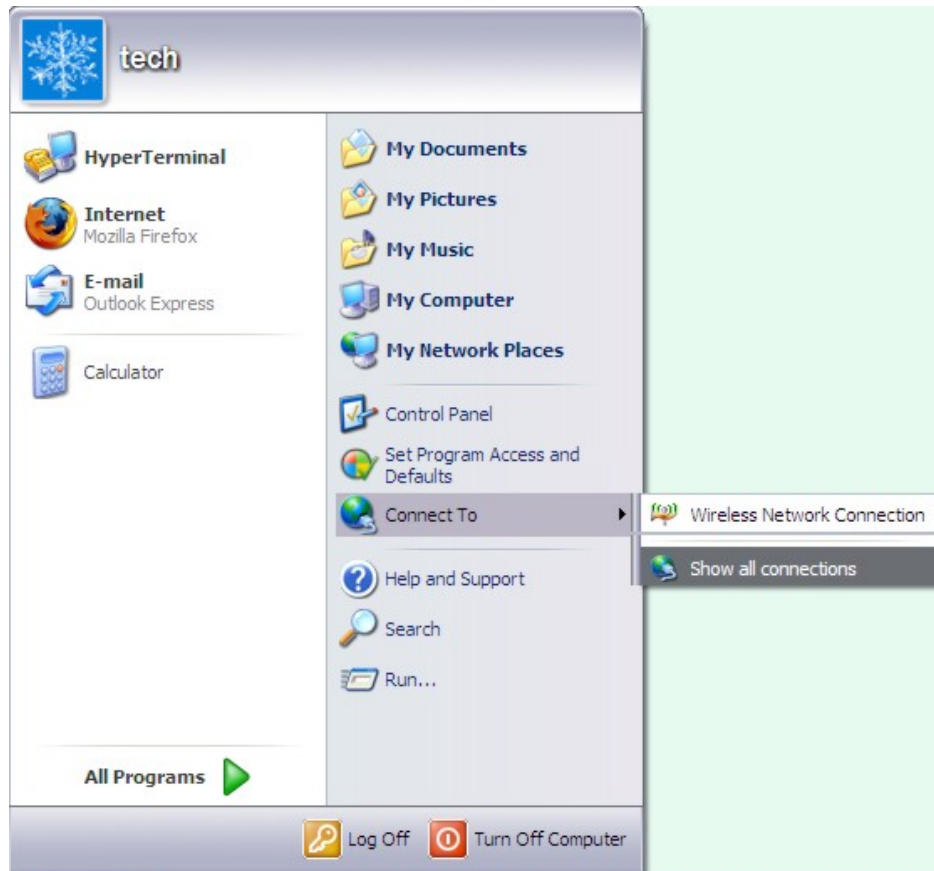 tech
HyperTerminal
Internet
Mozilla Firefox
E-mail
Outlook Express
Calculator
All Programs
My Documents
My Pictures
My Music
My Computer
My Network Places
Control Panel
Set Program Access and
Defaults
Connect To
Wireless Network Connection
Show all connections
Help and Support
Search
Run...
Log Off
Turn Off Computer